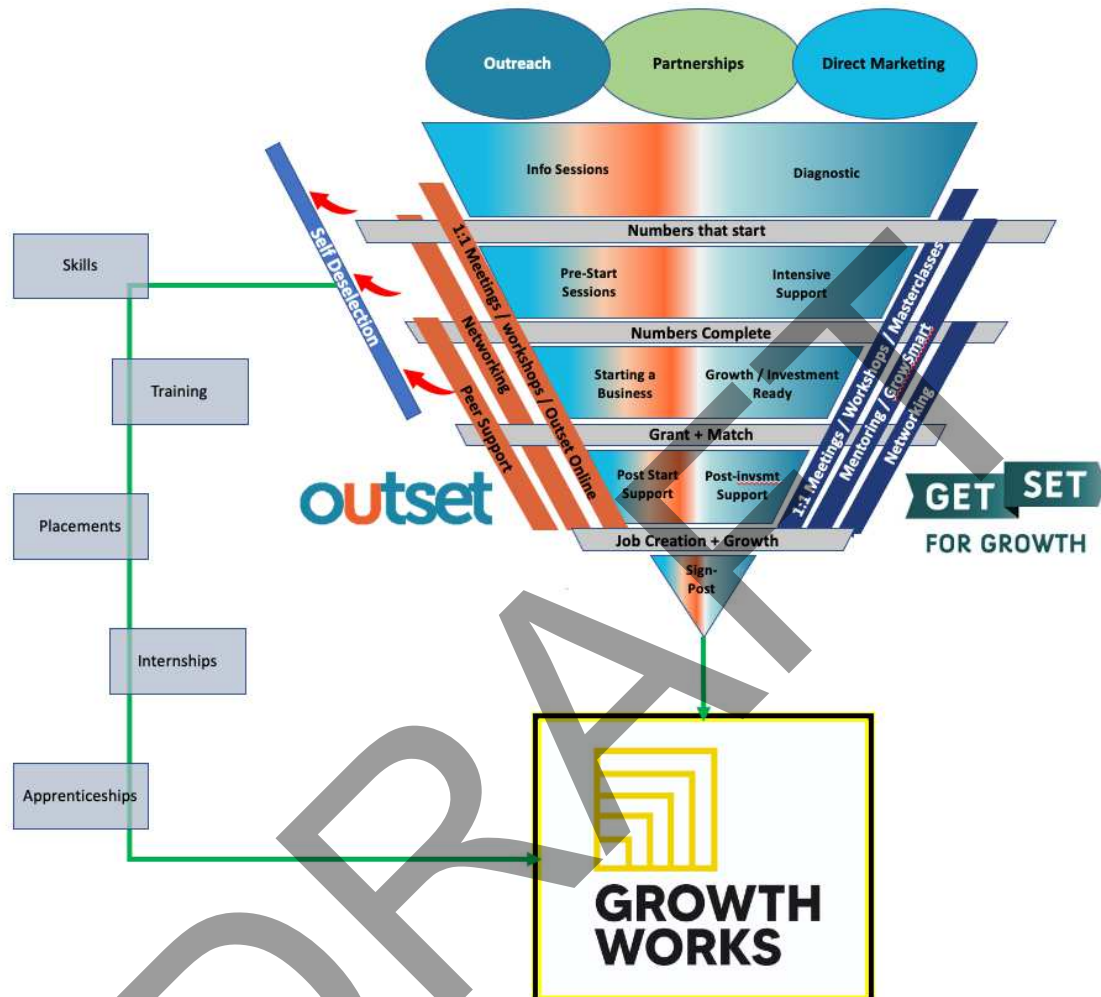 Outreach
Partnerships
Direct Marketing
Info Sessions
Diagnostic
Numbers that start
Pre-Start
Sessions
Intensive
Support
Numbers Complete
Starting a
Business
Growth / Investment
Ready
Grant + Match
Post Start
Support
Post-invsmt
Support
Job Creation + Growth
Sign-
Post
Self Deselection
1:1 Meetings / workshops / Outset Online
Networking
Peer Support
1:1 Meetings / Workshops / Masterclasses
Mentoring / GrowSmart
Networking
Skills
Training
Placements
Internships
Apprenticeships
outset
GET SET
FOR GROWTH
GROWTH
WORKS
DRAFT